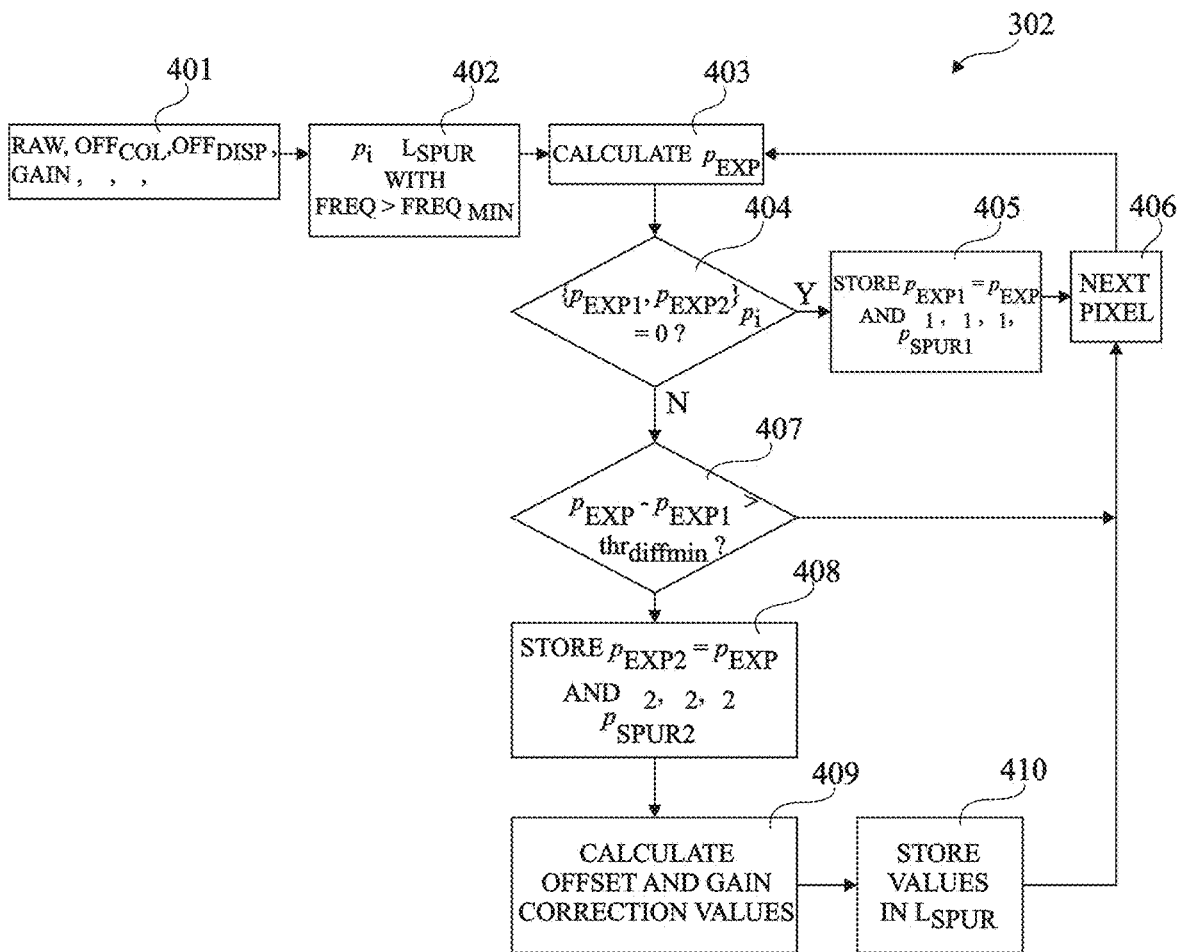 302
401
402
403
RAW, OFFCOL, OFFDISP,
GAIN , , ,
pi LSPUR
WITH
FREQ > FREQ MIN
CALCULATE pEXP
404
405
406
{pEXP1, pEXP2}pi
= 0 ?
Y
STORE pEXP1 = pEXP
AND 1, 1, 1,
pSPUR1
NEXT
PIXEL
N
407
pEXP - pEXP1 >
thrdiffmin ?
408
STORE pEXP2 = pEXP
AND 2, 2, 2
pSPUR2
409
410
CALCULATE
OFFSET AND GAIN
CORRECTION VALUES
STORE
VALUES
IN LSPUR